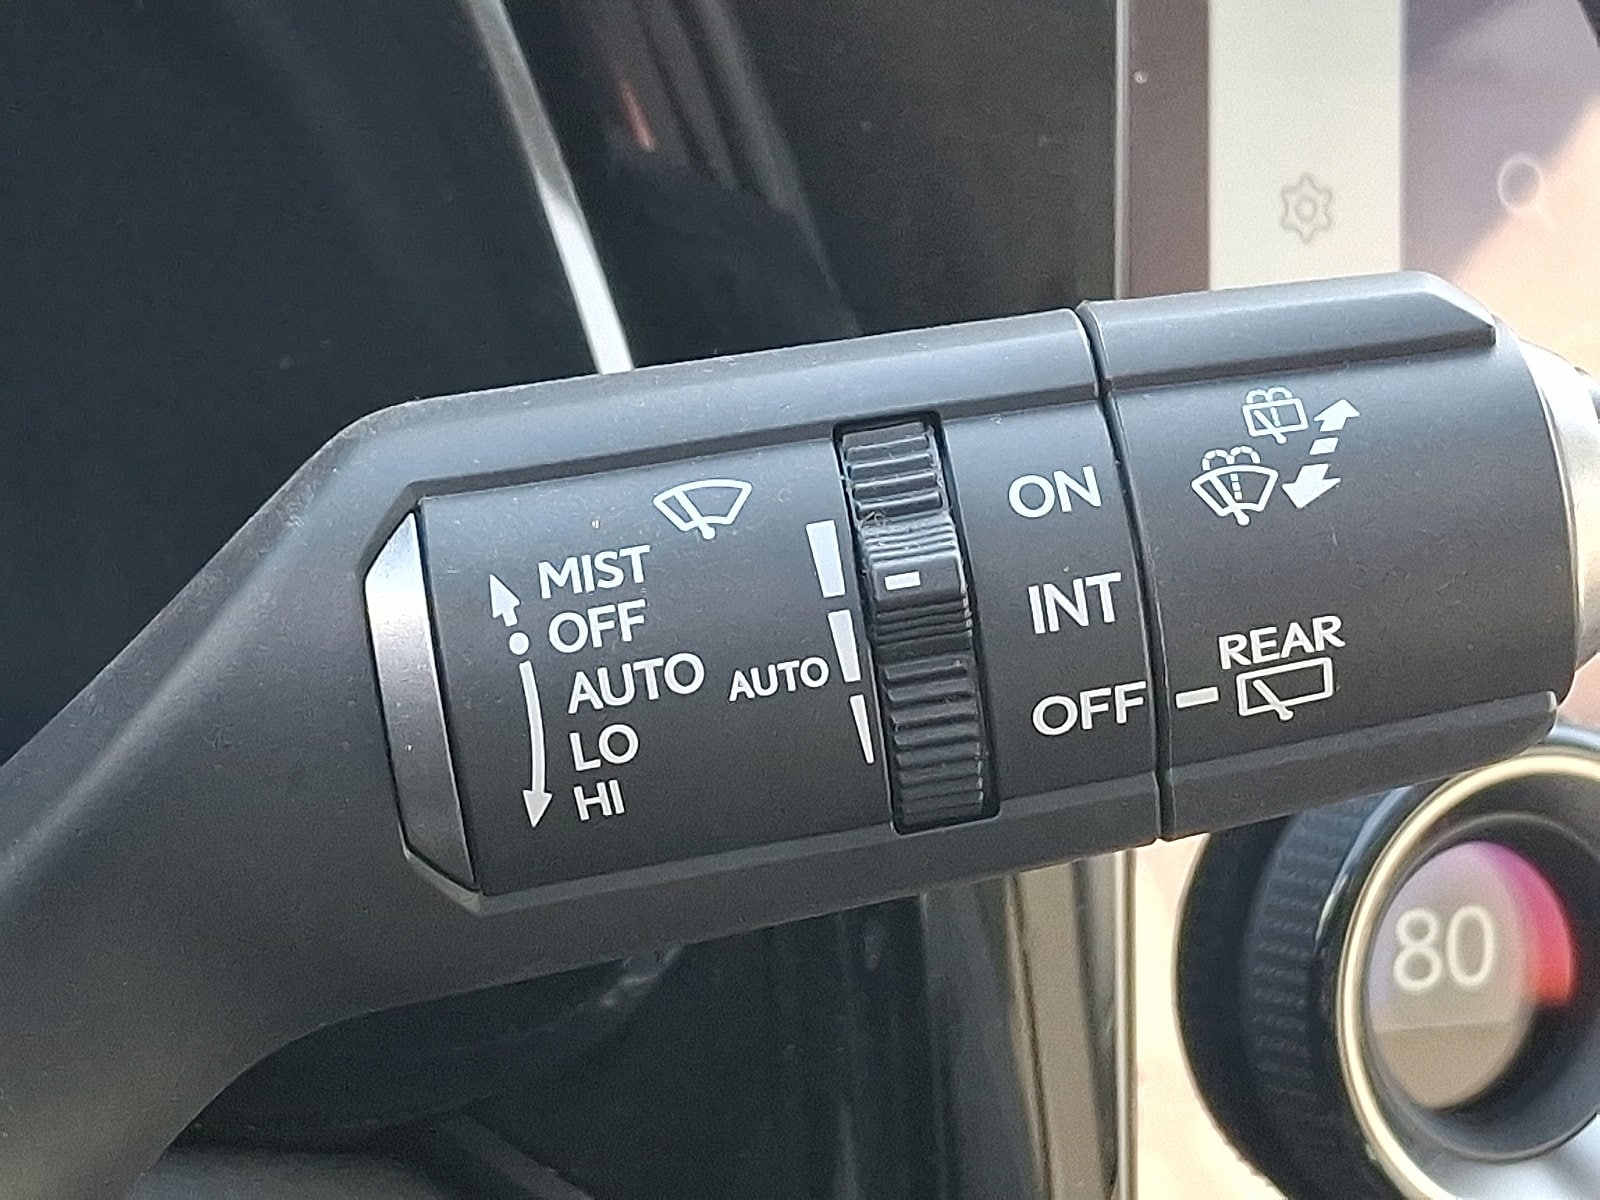 MIST
OFF
AUTO
LO
HI
AUTO
ON
INT
OFF
REAR
80